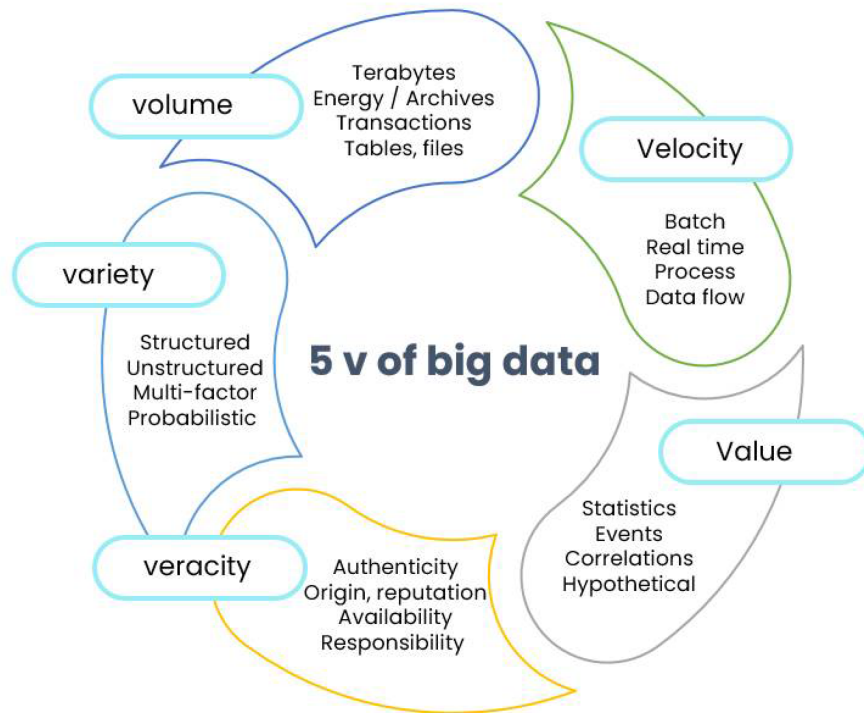 volume
Terabytes
Energy / Archives
Transactions
Tables, files
Velocity
Batch
Real time
Process
Data flow
variety
Structured
Unstructured
Multi-factor
Probabilistic
5 v of big data
Value
Statistics
Events
Correlations
Hypothetical
veracity
Authenticity
Origin, reputation
Availability
Responsibility